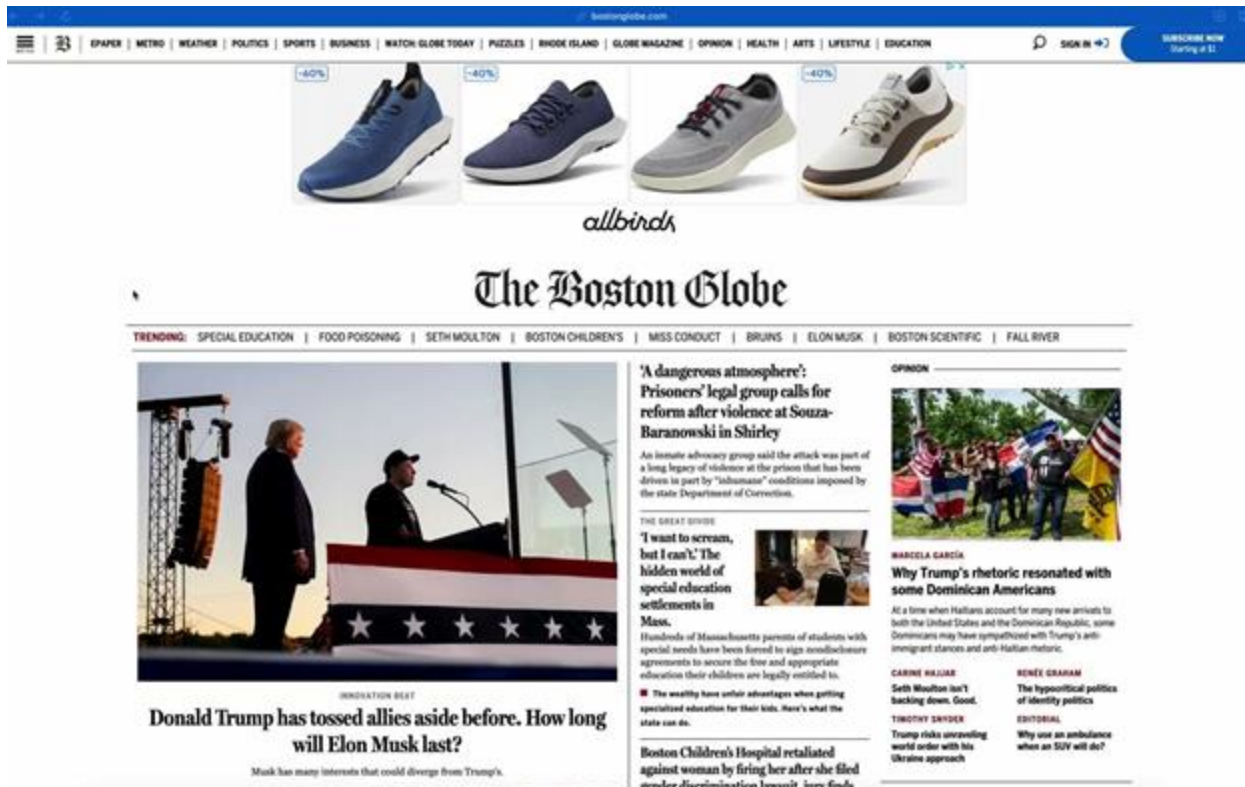 bostonglobe.com
EPAPER | METRO | WEATHER | POLITICS | SPORTS | BUSINESS | WATCH: GLOBE TODAY | PUZZLES | RHODE ISLAND | GLOBE MAGAZINE | OPINION | HEALTH | ARTS | LIFESTYLE | EDUCATION
SIGN IN
SUBSCRIBE NOW
Starting at $1
-40%
-40%
-40%
allbirds
The Boston Globe
TRENDING: SPECIAL EDUCATION | FOOD POISONING | SETH MOULTON | BOSTON CHILDREN'S | MISS CONDUCT | BRUINS | ELON MUSK | BOSTON SCIENTIFIC | FALL RIVER
INNOVATION BEAT
Donald Trump has tossed allies aside before. How long
will Elon Musk last?
Musk has many interests that could diverge from Trump's.
'A dangerous atmosphere':
Prisoners' legal group calls for
reform after violence at Souza-
Baranowski in Shirley
An inmate advocacy group said the attack was part of
a long legacy of violence at the prison that has been
driven in part by "inhumane" conditions imposed by
the state Department of Correction.
THE GREAT DIVIDE
'I want to scream,
but I can't.' The
hidden world of
special education
settlements in
Mass.
Hundreds of Massachusetts parents of students with
special needs have been forced to sign nondisclosure
agreements to secure the free and appropriate
education their children are legally entitled to.
The wealthy have unfair advantages when getting
specialized education for their kids. Here's what the
state can do.
Boston Children's Hospital retaliated
against woman by firing her after she filed
gender discrimination lawsuit, jury finds
OPINION
MARCELA GARCÍA
Why Trump's rhetoric resonated with
some Dominican Americans
At a time when Haitians account for many new arrivals to
both the United States and the Dominican Republic, some
Dominicans may have sympathized with Trump's anti-
immigrant stances and anti-Haitian rhetoric.
CARINE HAJJAR
Seth Moulton isn't
backing down. Good.
RENÉE GRAHAM
The hypocritical politics
of identity politics
TIMOTHY SNYDER
Trump risks unraveling
world order with his
Ukraine approach
EDITORIAL
Why use an ambulance
when an SUV will do?